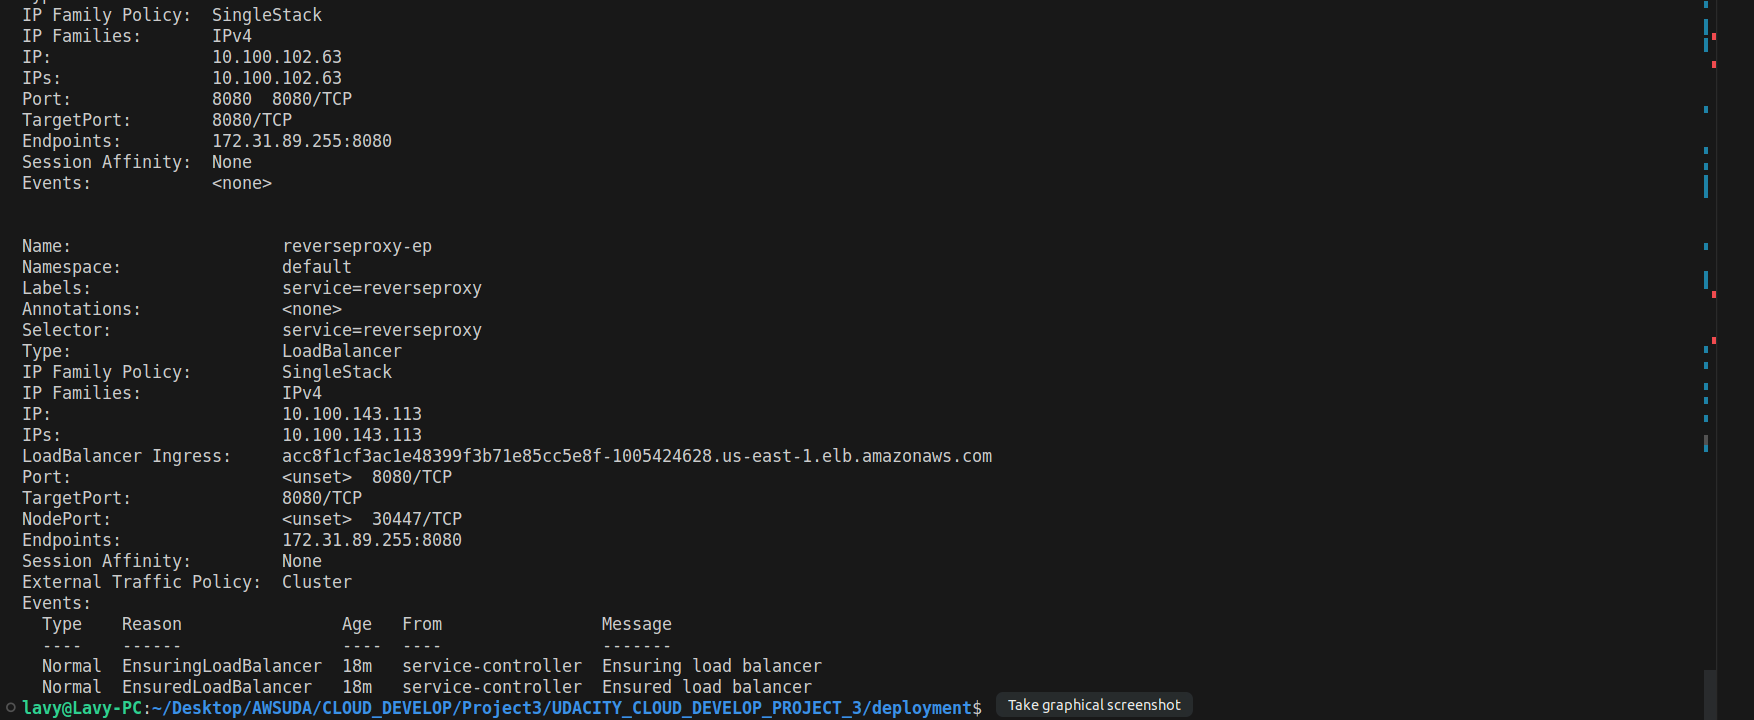 IP Family Policy:  SingleStack
IP Families:       IPv4
IP:                10.100.102.63
IPs:               10.100.102.63
Port:              8080  8080/TCP
TargetPort:        8080/TCP
Endpoints:         172.31.89.255:8080
Session Affinity:  None
Events:            <none>
Name:                     reverseproxy-ep
Namespace:                default
Labels:                   service=reverseproxy
Annotations:              <none>
Selector:                 service=reverseproxy
Type:                     LoadBalancer
IP Family Policy:         SingleStack
IP Families:              IPv4
IP:                       10.100.143.113
IPs:                      10.100.143.113
LoadBalancer Ingress:     acc8f1cf3ac1e48399f3b71e85cc5e8f-1005424628.us-east-1.elb.amazonaws.com
Port:                     <unset>  8080/TCP
TargetPort:               8080/TCP
NodePort:                 <unset>  30447/TCP
Endpoints:                172.31.89.255:8080
Session Affinity:         None
External Traffic Policy:  Cluster
Events:
  Type    Reason                Age   From                Message
  ----    ------                ----  ----                -------
  Normal  EnsuringLoadBalancer  18m   service-controller  Ensuring load balancer
  Normal  EnsuredLoadBalancer   18m   service-controller  Ensured load balancer
lavy@Lavy-PC:~/Desktop/AWSUDA/CLOUD_DEVELOP/Project3/UDACITY_CLOUD_DEVELOP_PROJECT_3/deployment$ Take graphical screenshot